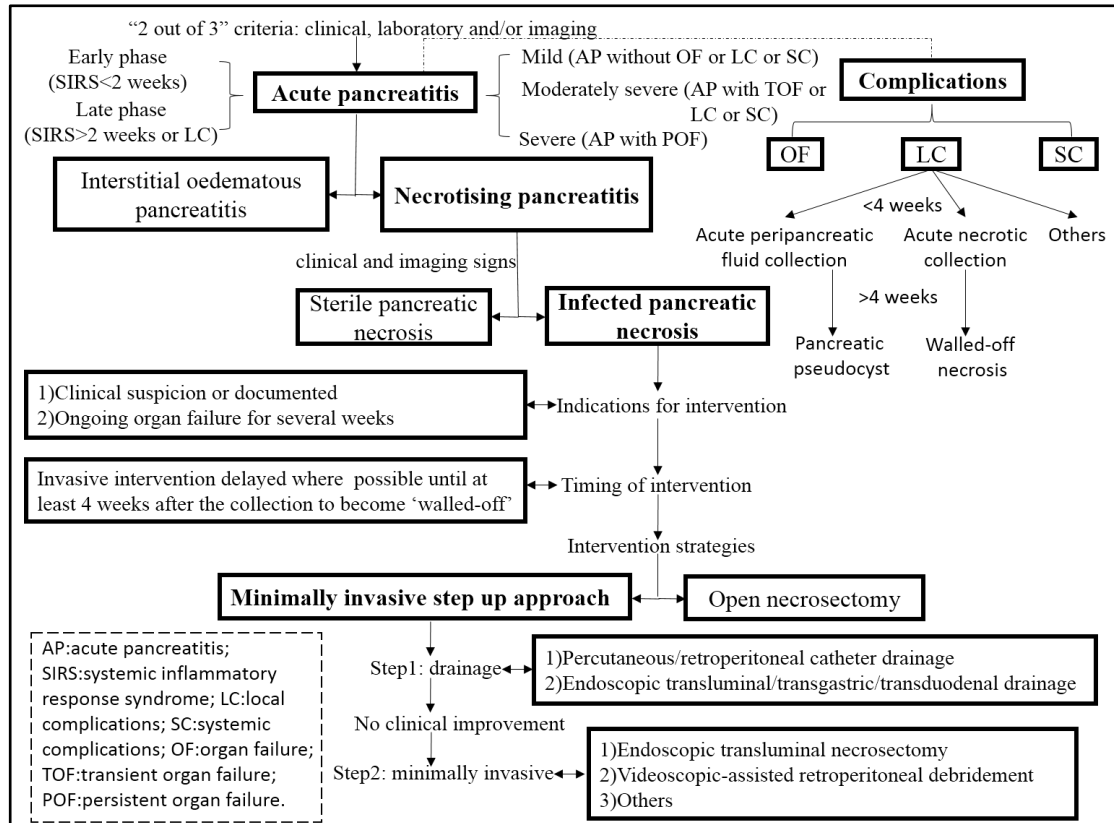 “2 out of 3” criteria: clinical, laboratory and/or imaging
Early phase
(SIRS<2 weeks)
Late phase
(SIRS>2 weeks or LC)
Acute pancreatitis
Mild (AP without OF or LC or SC)
Moderately severe (AP with TOF or
LC or SC)
Severe (AP with POF)
Complications
OF
LC
SC
<4 weeks
Acute peripancreatic
fluid collection
Acute necrotic
collection
Others
>4 weeks
Pancreatic
pseudocyst
Walled-off
necrosis
Interstitial oedematous
pancreatitis
Necrotising pancreatitis
clinical and imaging signs
Sterile pancreatic
necrosis
Infected pancreatic
necrosis
1)Clinical suspicion or documented
2)Ongoing organ failure for several weeks
Indications for intervention
Invasive intervention delayed where possible until at
least 4 weeks after the collection to become ‘walled-off’
Timing of intervention
Intervention strategies
Minimally invasive step up approach
Open necrosectomy
Step1: drainage
1)Percutaneous/retroperitoneal catheter drainage
2)Endoscopic transluminal/transgastric/transduodenal drainage
No clinical improvement
Step2: minimally invasive
1)Endoscopic transluminal necrosectomy
2)Videoscopic-assisted retroperitoneal debridement
3)Others
AP:acute pancreatitis;
SIRS:systemic inflammatory
response syndrome; LC:local
complications; SC:systemic
complications; OF:organ failure;
TOF:transient organ failure;
POF:persistent organ failure.